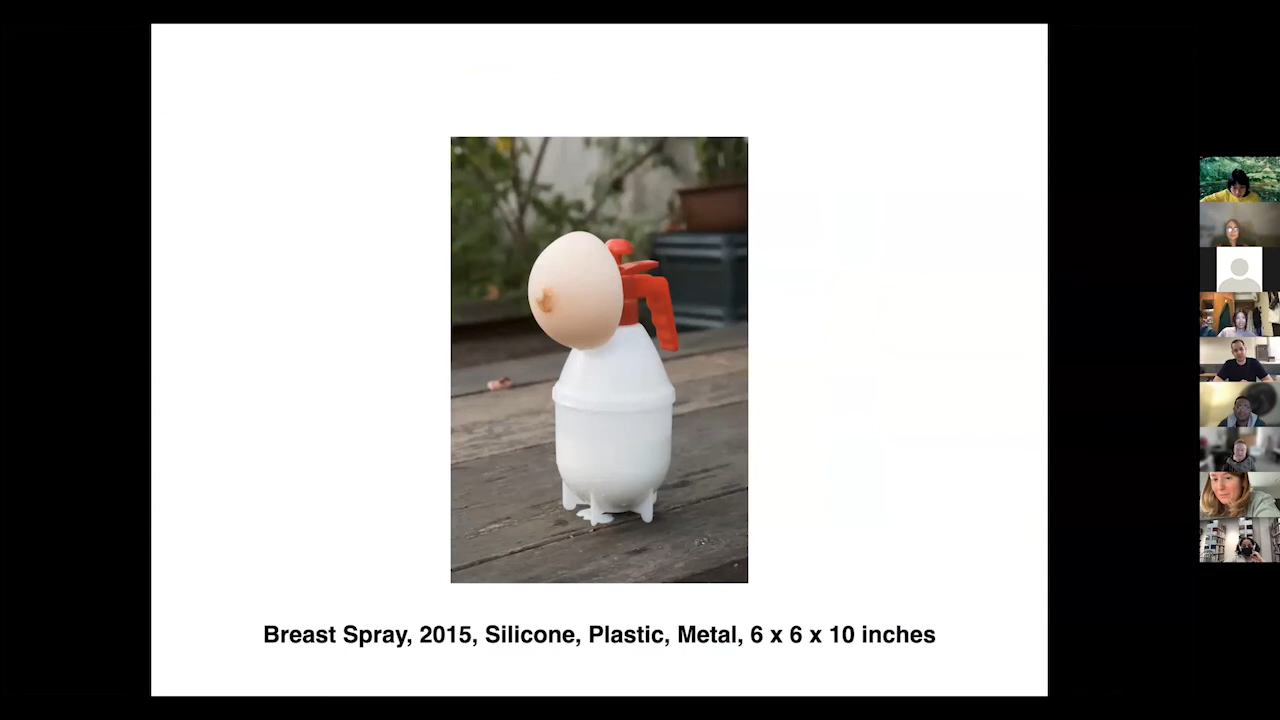 Breast Spray, 2015, Silicone, Plastic, Metal, 6 x 6 x 10 inches